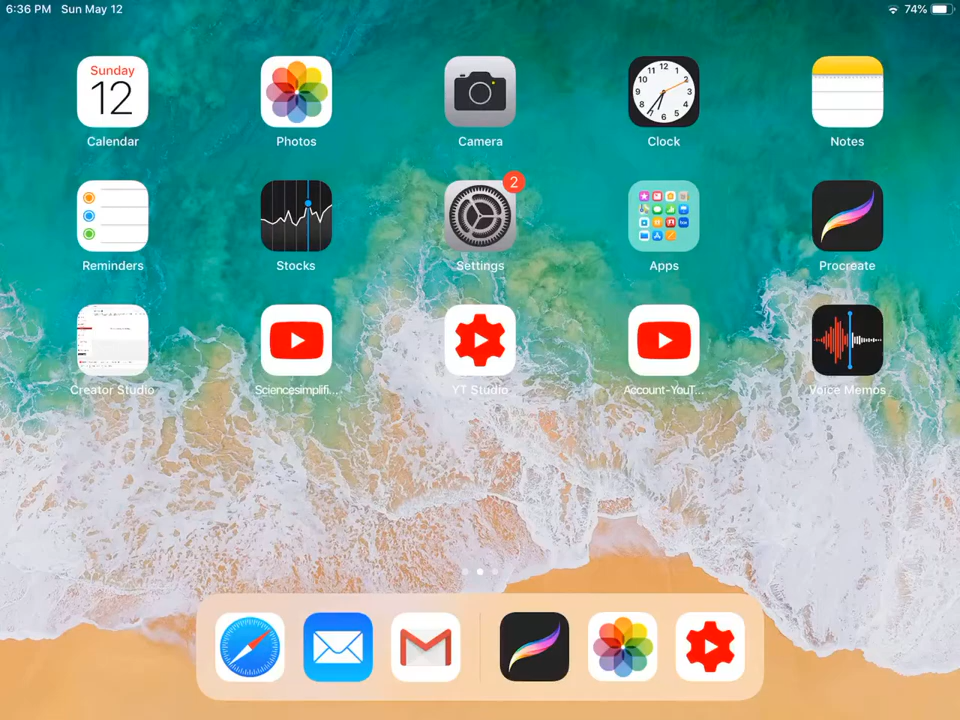 6:36 PM Sun May 12
74%
Sunday
12
Calendar
Photos
Camera
Clock
Notes
2
Reminders
Stocks
Settings
Apps
Procreate
Creator Studio
Sciencesimplifi...
YT Studio
Account-YouT...
Voice Memos